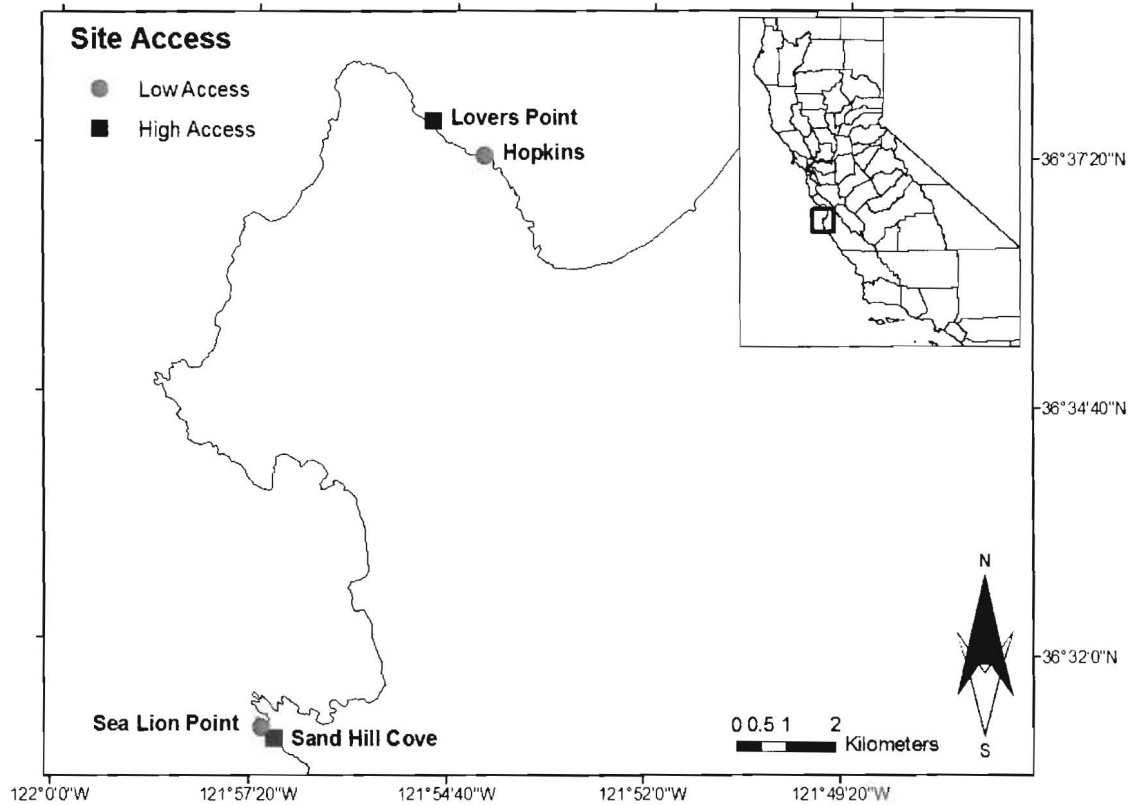 Site Access
Low Access
High Access
Lovers Point
Hopkins
36°37'20"N
36°34'40"N
N
36°32'0"N
Sea Lion Point
Sand Hill Cove
0 0.5 1 2
Kilometers
S
122°0'0"W 121°57'20"W 121°54'40"W 121°52'0"W 121°49'20"W